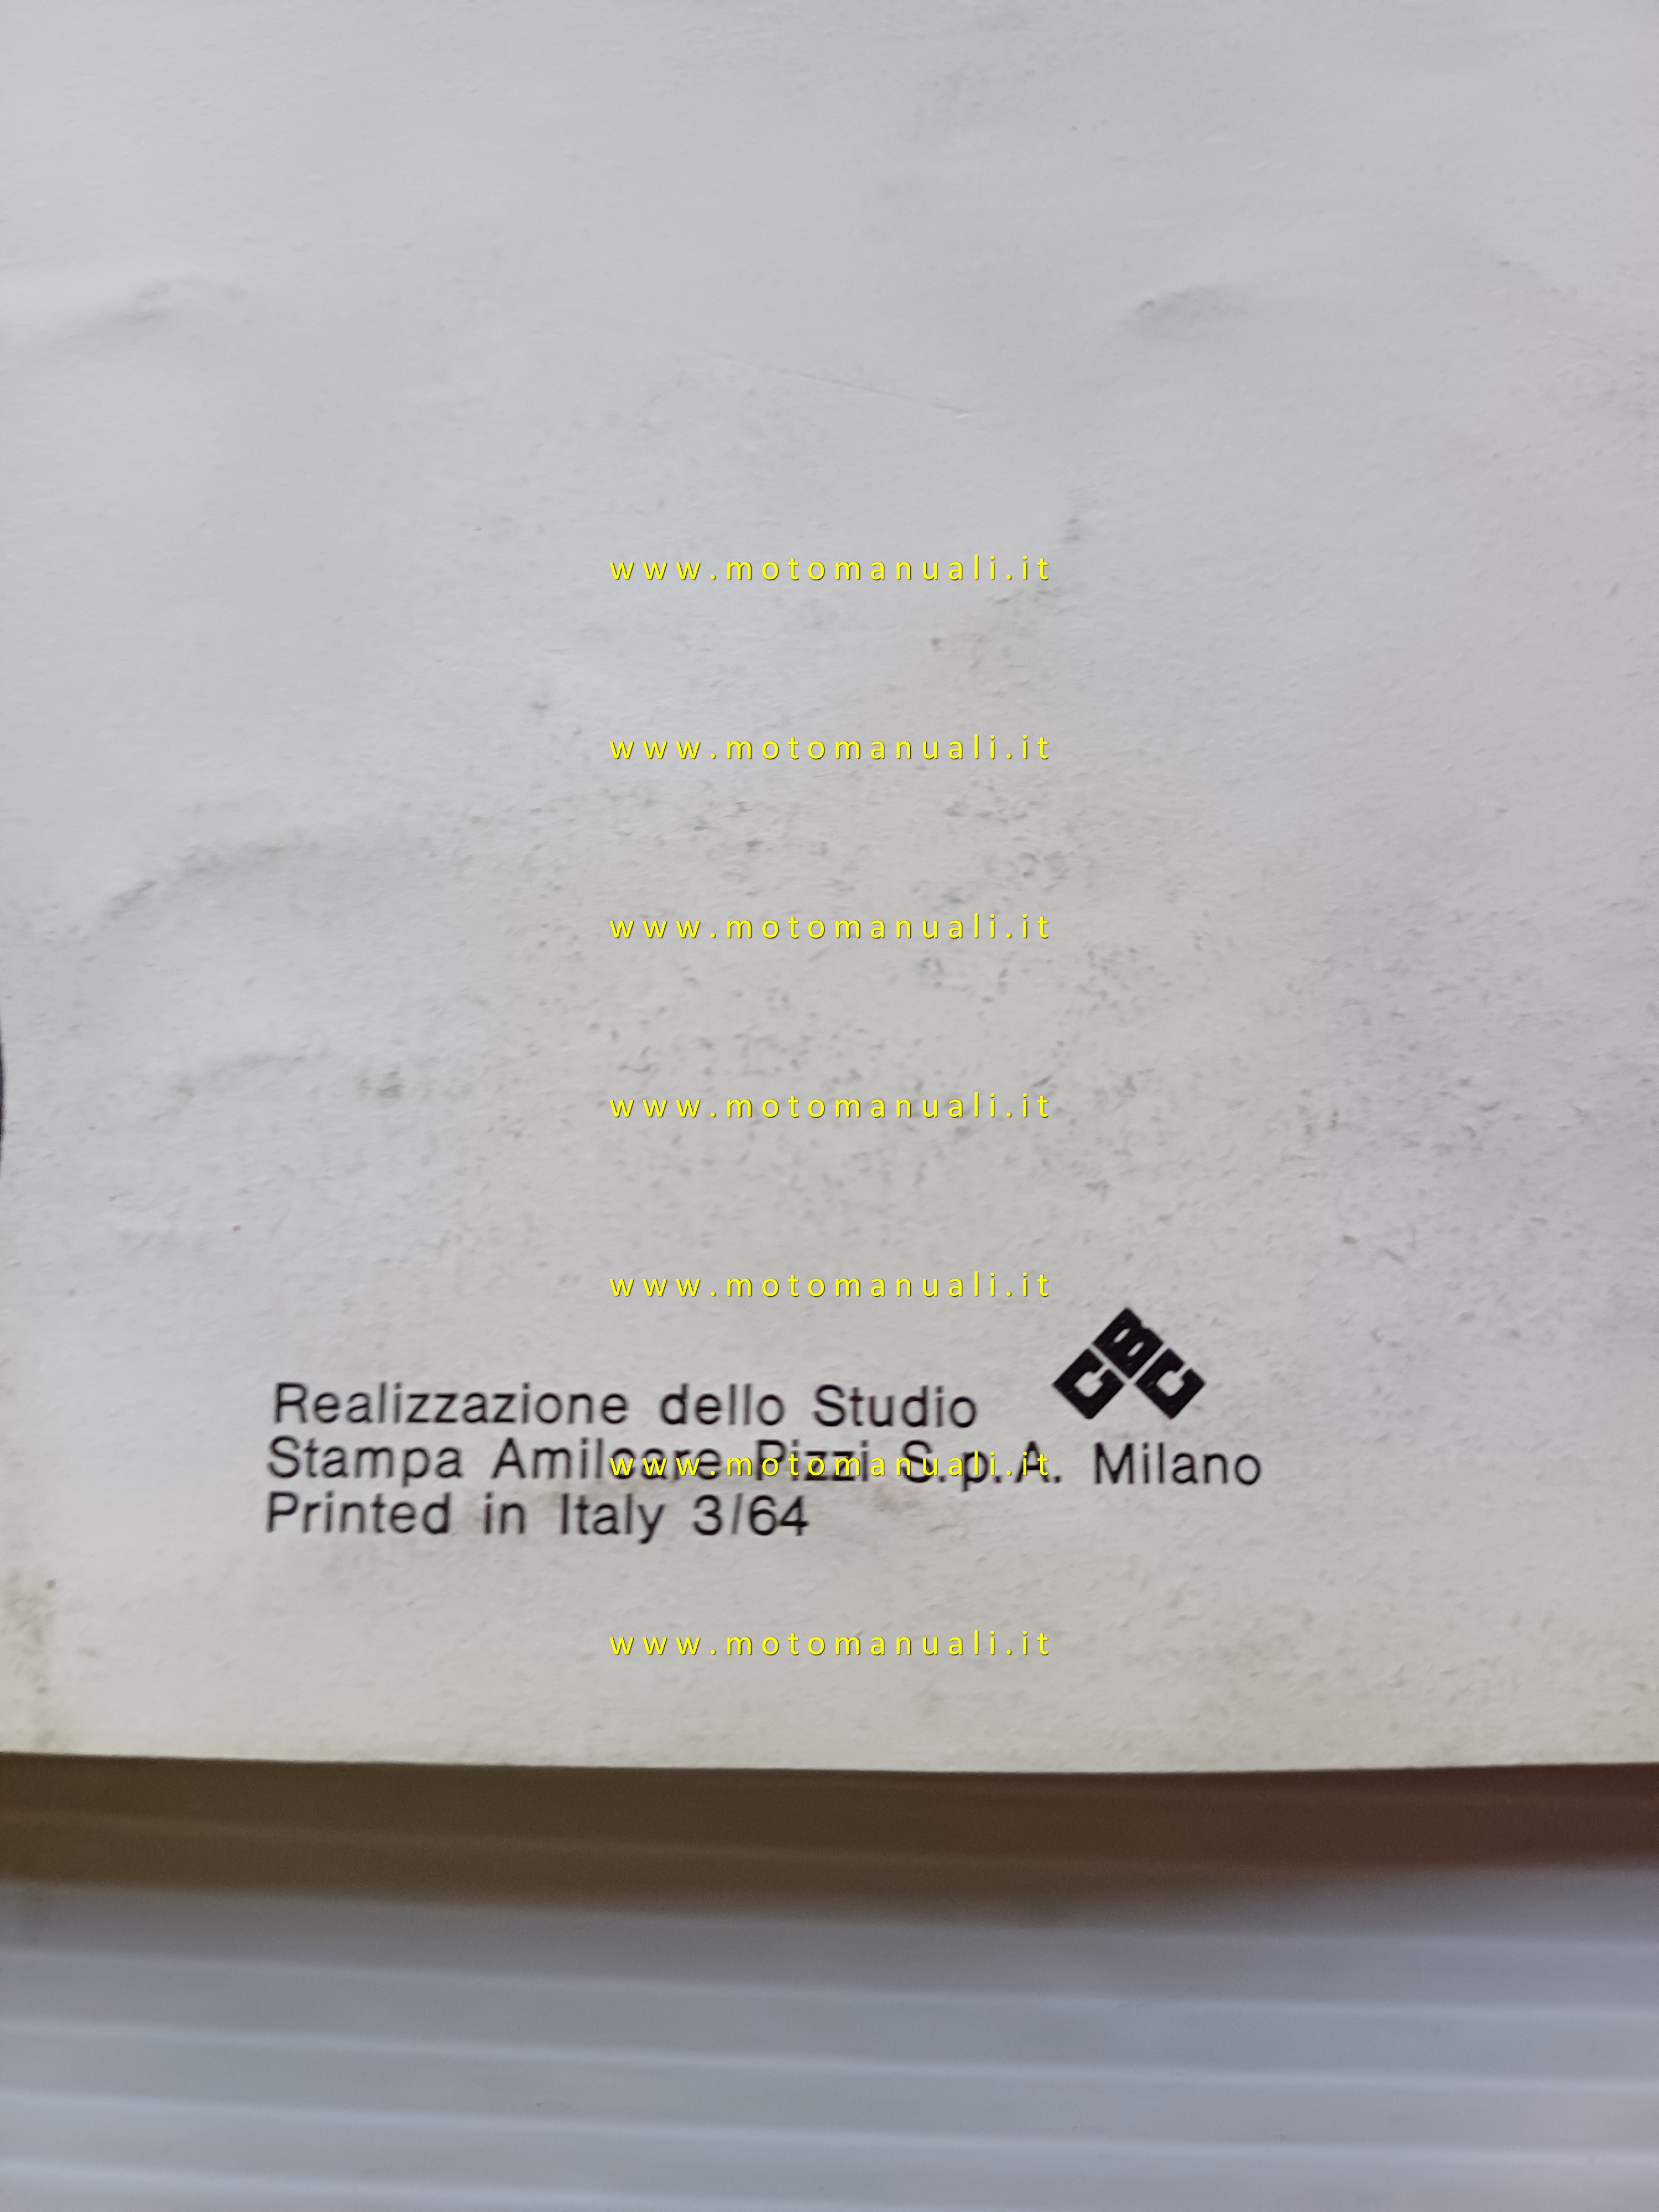 www.motomanuali.it
www.motomanuali.it
www.motomanuali.it
www.motomanuali.it
www.motomanuali.it
Realizzazione dello Studio CBC
Stampa Amilcare Pizzi S.p.A. Milano
www.motomanuali.it
Printed in Italy 3/64
www.motomanuali.it